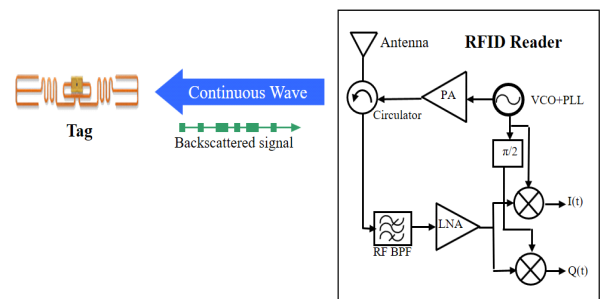 RFID Reader
Antenna
Continuous Wave
PA
VCO+PLL
Circulator
Tag
Backscattered signal
π/2
I(t)
LNA
RF BPF
Q(t)